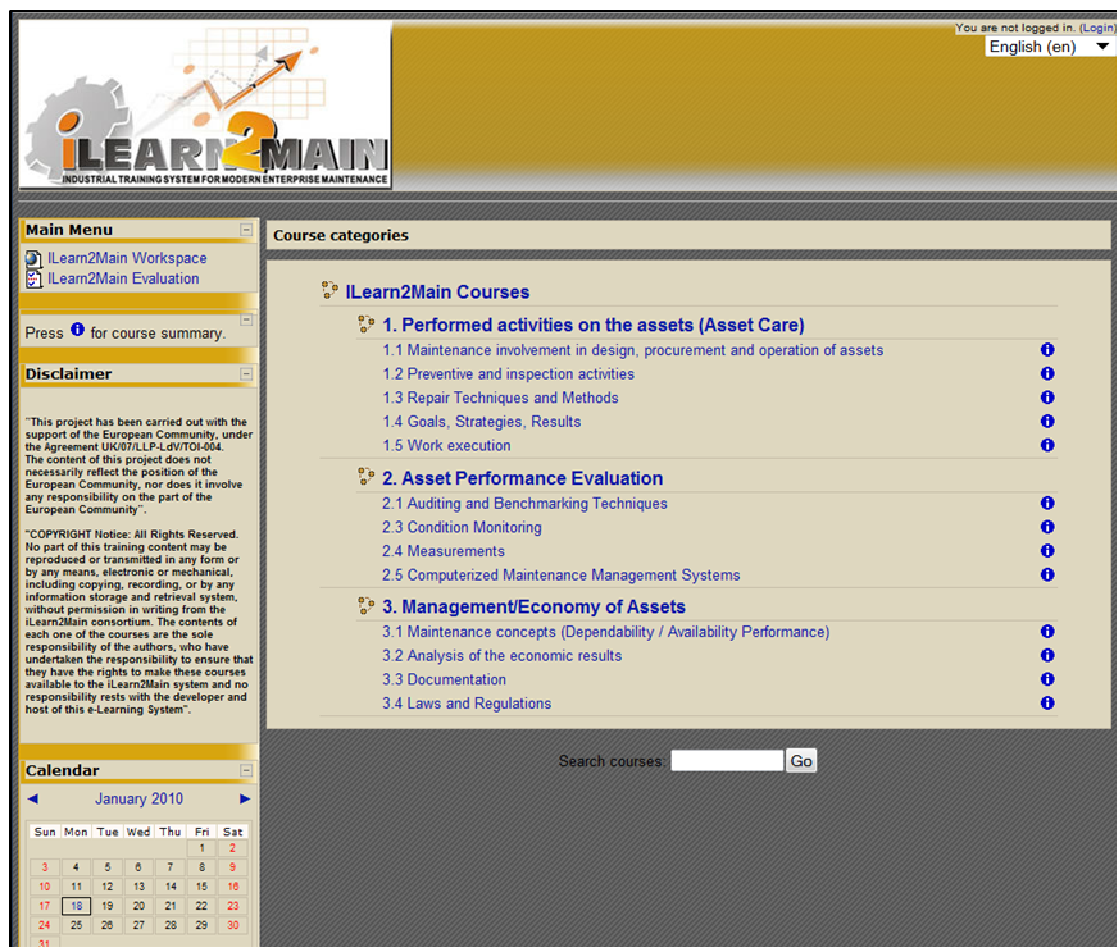 You are not logged in. (Login)
English (en)
iLEARN2MAIN
INDUSTRIAL TRAINING SYSTEM FOR MODERN ENTERPRISE MAINTENANCE
Main Menu
ILearn2Main Workspace
ILearn2Main Evaluation
Press i for course summary.
Disclaimer
"This project has been carried out with the
support of the European Community, under
the Agreement UK/07/LLP-LdV/TOI-004.
The content of this project does not
necessarily reflect the position of the
European Community, nor does it involve
any responsibility on the part of the
European Community".
"COPYRIGHT Notice: All Rights Reserved.
No part of this training content may be
reproduced or transmitted in any form or
by any means, electronic or mechanical,
including copying, recording, or by any
information storage and retrieval system,
without permission in writing from the
iLearn2Main consortium. The contents of
each one of the courses are the sole
responsibility of the authors, who have
undertaken the responsibility to ensure that
they have the rights to make these courses
available to the iLearn2Main system and no
responsibility rests with the developer and
host of this e-Learning System".
Calendar
January 2010
Sun Mon Tue Wed Thu Fri Sat
1 2
3 4 5 6 7 8 9
10 11 12 13 14 15 16
17 18 19 20 21 22 23
24 25 26 27 28 29 30
31
Course categories
ILearn2Main Courses
1. Performed activities on the assets (Asset Care)
1.1 Maintenance involvement in design, procurement and operation of assets
1.2 Preventive and inspection activities
1.3 Repair Techniques and Methods
1.4 Goals, Strategies, Results
1.5 Work execution
2. Asset Performance Evaluation
2.1 Auditing and Benchmarking Techniques
2.3 Condition Monitoring
2.4 Measurements
2.5 Computerized Maintenance Management Systems
3. Management/Economy of Assets
3.1 Maintenance concepts (Dependability / Availability Performance)
3.2 Analysis of the economic results
3.3 Documentation
3.4 Laws and Regulations
Search courses: Go